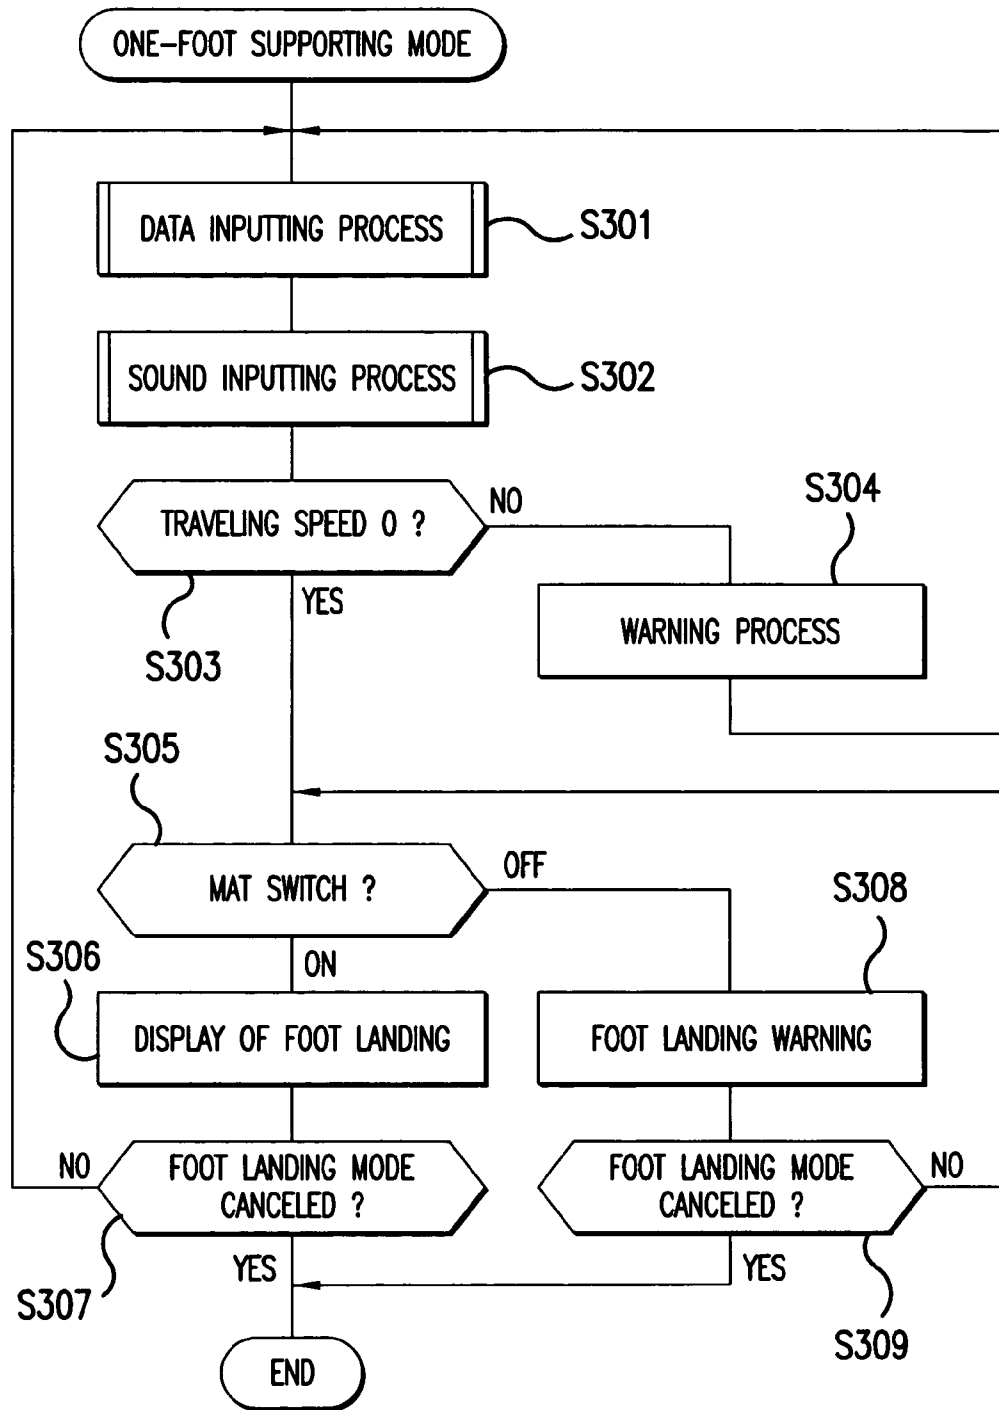 ONE-FOOT SUPPORTING MODE
DATA INPUTTING PROCESS
S301
SOUND INPUTTING PROCESS
S302
TRAVELING SPEED 0 ?
NO
YES
S303
S304
WARNING PROCESS
S305
MAT SWITCH ?
OFF
ON
S306
DISPLAY OF FOOT LANDING
S308
FOOT LANDING WARNING
NO
FOOT LANDING MODE
CANCELED ?
YES
S307
FOOT LANDING MODE
CANCELED ?
NO
YES
S309
END